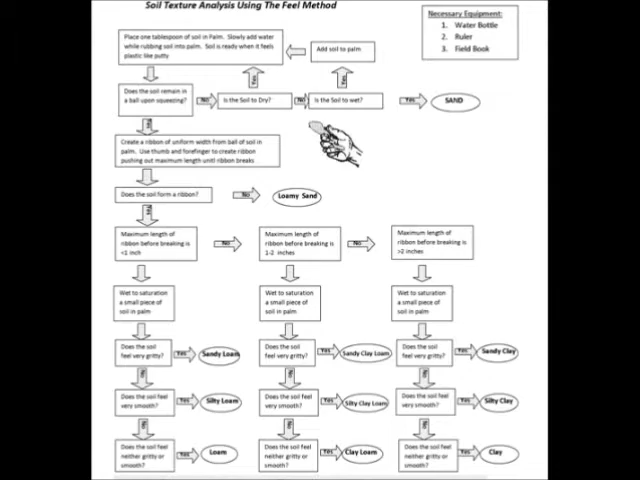 Soil Texture Analysis Using The Feel Method
Necessary Equipment:
1. Water Bottle
2. Ruler
3. Field Book
Place one tablespoon of soil in Palm. Slowly add water
while rubbing soil into palm. Soil is ready when it feels
plastic like putty
Add soil to palm
Yes
Yes
Does the soil remain in
a ball upon squeezing?
No
Is the Soil to Dry?
No
Is the Soil to wet?
Yes
SAND
Yes
Create a ribbon of uniform width from ball of soil in
palm. Use thumb and forefinger to create ribbon
pushing out maximum length until ribbon breaks
Does the soil form a ribbon?
No
Loamy Sand
Yes
Maximum length of
ribbon before breaking is
<1 inch
No
Maximum length of
ribbon before breaking is
1-2 inches
No
Maximum length of
ribbon before breaking is
>2 inches
Wet to saturation
a small piece of
soil in palm
Wet to saturation
a small piece of
soil in palm
Wet to saturation
a small piece of
soil in palm
Does the soil
feel very gritty?
Yes
Sandy Loam
Does the soil
feel very gritty?
Yes
Sandy Clay Loam
Does the soil
feel very gritty?
Yes
Sandy Clay
No
No
No
Does the soil feel
very smooth?
Yes
Silty Loam
Does the soil feel
very smooth?
Yes
Silty Clay Loam
Does the soil feel
very smooth?
Yes
Silty Clay
No
No
No
Does the soil feel
neither gritty or
smooth?
Yes
Loam
Does the soil feel
neither gritty or
smooth?
Yes
Clay Loam
Does the soil feel
neither gritty or
smooth?
Yes
Clay